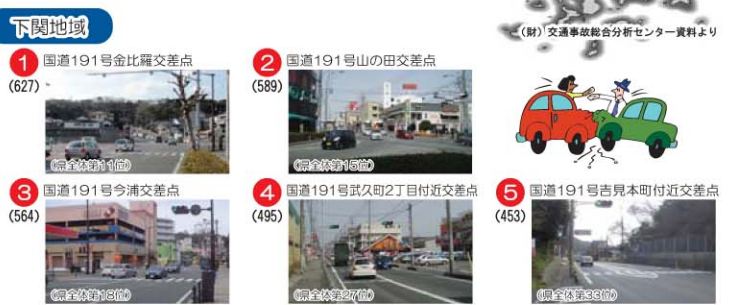 下関地域
(財)交通事故総合分析センター資料より
1 国道191号金比羅交差点
(627)
(県全体第11位)
2 国道191号山の田交差点
(589)
(県全体第15位)
3 国道191号今浦交差点
(564)
(県全体第18位)
4 国道191号武久町2丁目付近交差点
(495)
(県全体第27位)
5 国道191号吉見本町付近交差点
(453)
(県全体第33位)